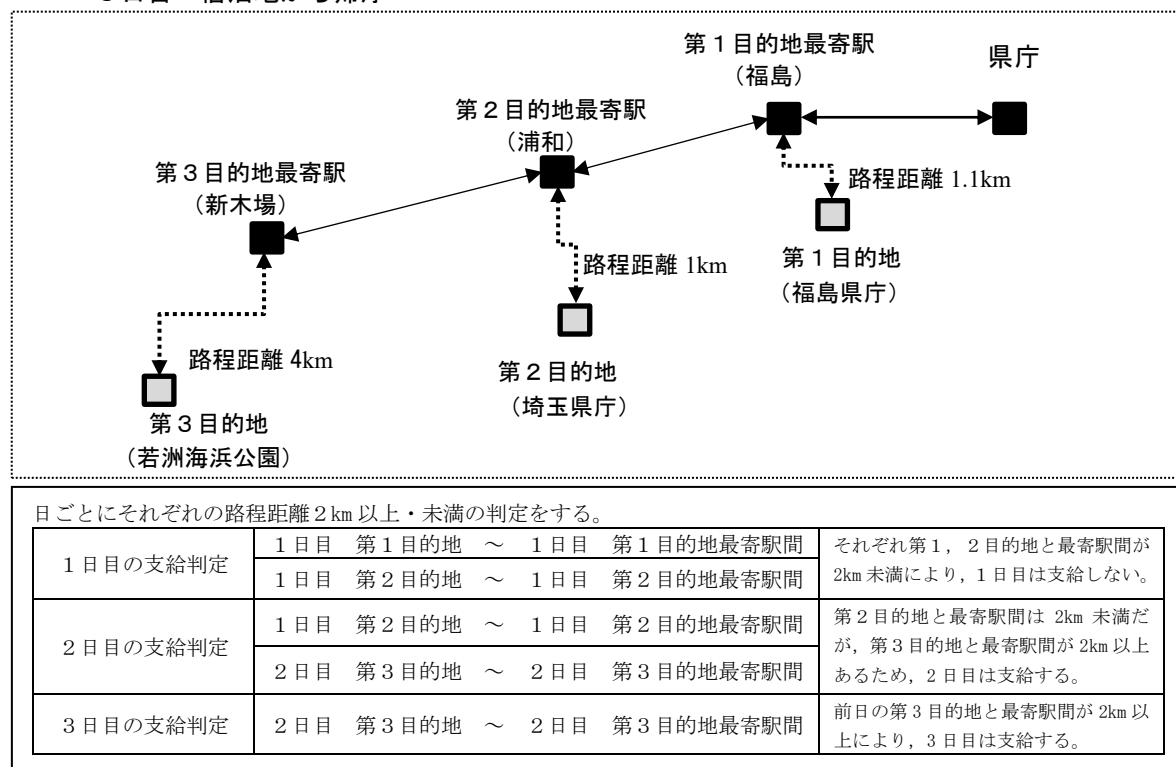 第１目的地最寄駅
（福島）
県庁
第２目的地最寄駅
（浦和）
第３目的地最寄駅
（新木場）
路程距離 1.1km
路程距離 1km
第１目的地
（福島県庁）
路程距離 4km
第２目的地
（埼玉県庁）
第３目的地
（若洲海浜公園）
日ごとにそれぞれの路程距離２km 以上・未満の判定をする。
１日目の支給判定
１日目　第１目的地　～　１日目　第１目的地最寄駅間
１日目　第２目的地　～　１日目　第２目的地最寄駅間
それぞれ第１，２目的地と最寄駅間が
2km 未満により，１日目は支給しない。
２日目の支給判定
１日目　第２目的地　～　１日目　第２目的地最寄駅間
２日目　第３目的地　～　２日目　第３目的地最寄駅間
第２目的地と最寄駅間は 2km 未満だ
が，第３目的地と最寄駅間が 2km 以上
あるため，２日目は支給する。
３日目の支給判定
２日目　第３目的地　～　２日目　第３目的地最寄駅間
前日の第３目的地と最寄駅間が 2km 以
上により，３日目は支給する。